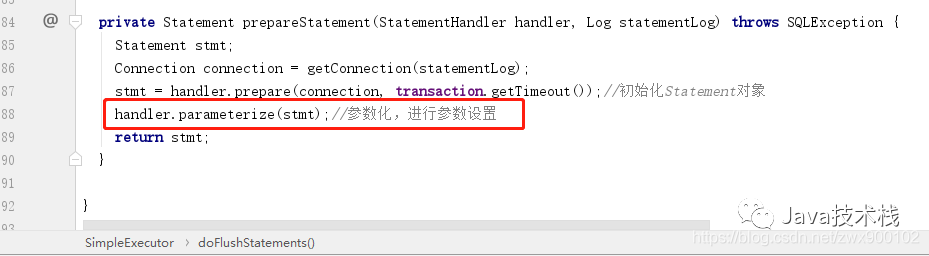 83
84 @ private Statement prepareStatement(StatementHandler handler, Log statementLog) throws SQLException {
85 Statement stmt;
86 Connection connection = getConnection(statementLog);
87 stmt = handler.prepare(connection, transaction.getTimeout());//初始化Statement对象
88 handler.parameterize(stmt);//参数化，进行参数设置
89 return stmt;
90 }
91
92 }
93
Java技术栈
SimpleExecutor › doFlushStatements()
https://blog.csdn.net/zwx900102